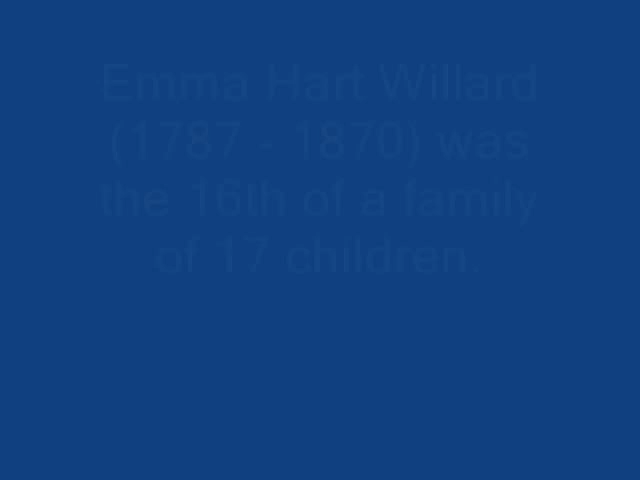 Emma Hart Willard
(1787 - 1870) was
the 16th of a family
of 17 children.